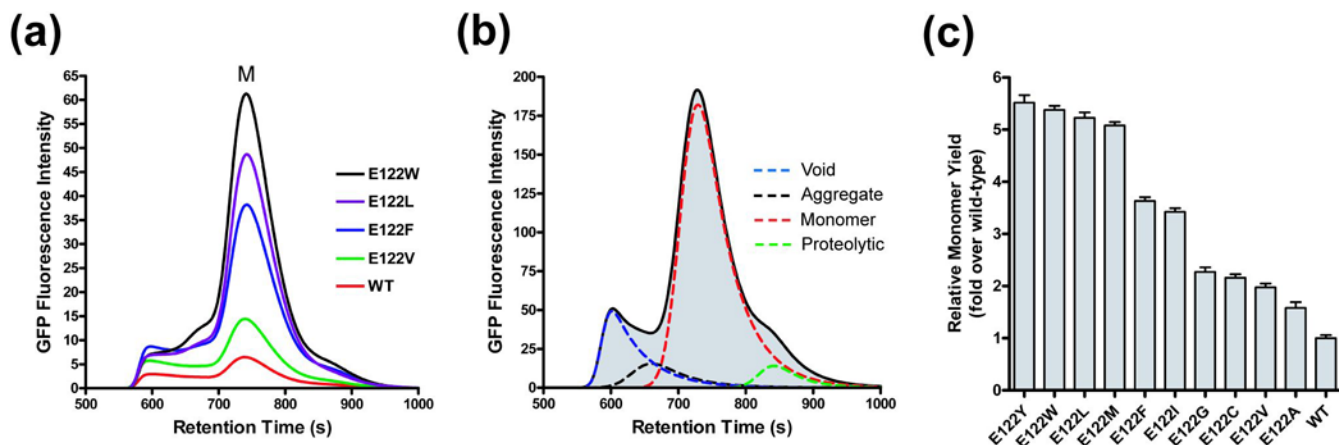 (a)
M
GFP Fluorescence Intensity
65
60
55
50
45
40
35
30
25
20
15
10
5
0
500 600 700 800 900 1000
Retention Time (s)
E122W
E122L
E122F
E122V
WT
(b)
GFP Fluorescence Intensity
200
175
150
125
100
75
50
25
0
500 600 700 800 900 1000
Retention Time (s)
Void
Aggregate
Monomer
Proteolytic
(c)
Relative Monomer Yield
(fold over wild-type)
6
5
4
3
2
1
0
E122Y
E122W
E122L
E122M
E122F
E122I
E122G
E122C
E122V
E122A
WT